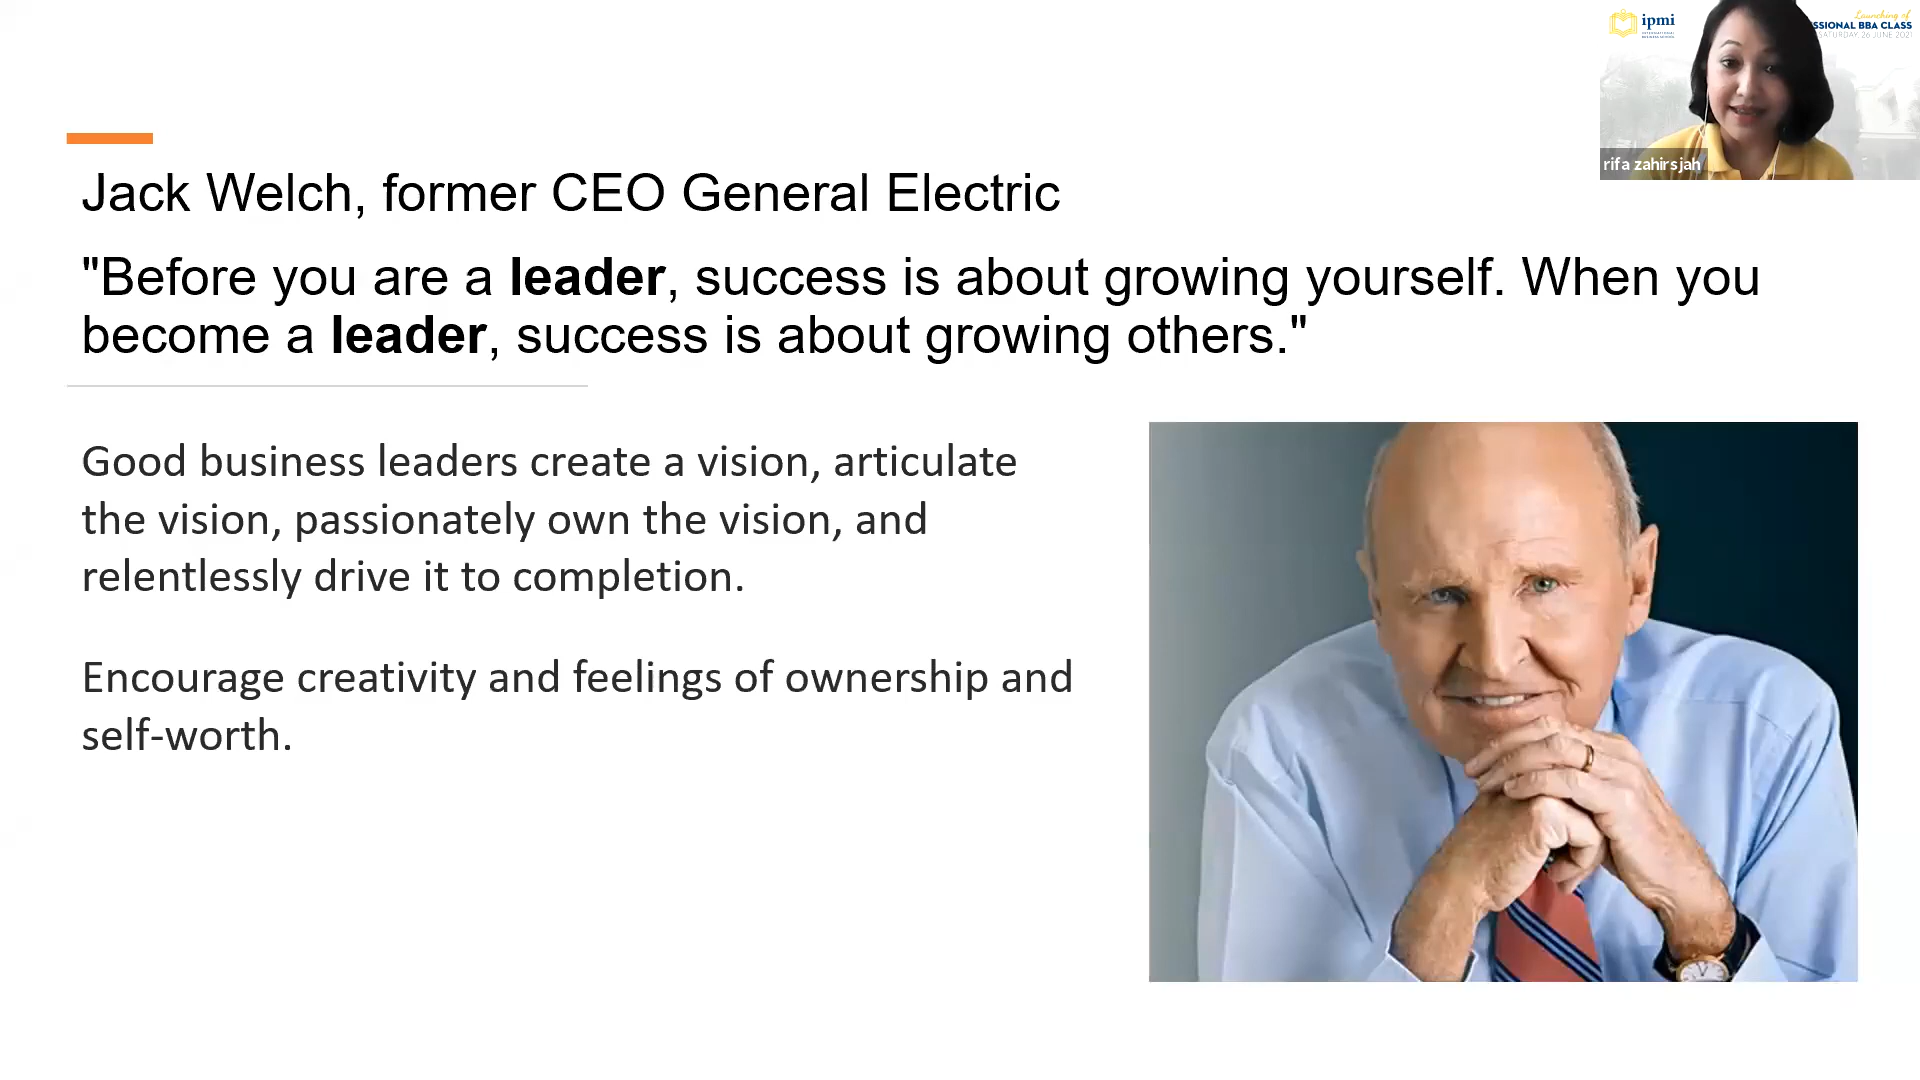 ipmi
Launching of
SSIONAL BBA CLASS
SATURDAY, 26 JUNE 2021
rifa zahirsjah
Jack Welch, former CEO General Electric
"Before you are a leader, success is about growing yourself. When you
become a leader, success is about growing others."
Good business leaders create a vision, articulate
the vision, passionately own the vision, and
relentlessly drive it to completion.
Encourage creativity and feelings of ownership and
self-worth.